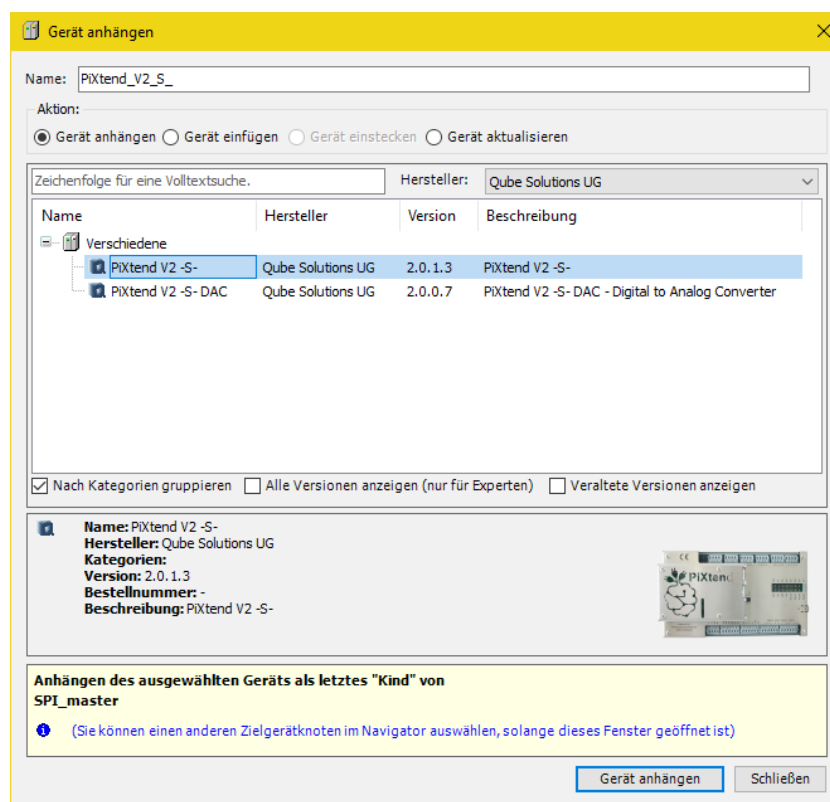 Gerät anhängen
Name: PiXtend_V2_S_
Aktion:
Gerät anhängen Gerät einfügen Gerät einstecken Gerät aktualisieren
Zeichenfolge für eine Volltextsuche. Hersteller: Qube Solutions UG
Name Hersteller Version Beschreibung
Verschiedene
PiXtend V2 -S- Qube Solutions UG 2.0.1.3 PiXtend V2 -S-
PiXtend V2 -S- DAC Qube Solutions UG 2.0.0.7 PiXtend V2 -S- DAC - Digital to Analog Converter
Nach Kategorien gruppieren Alle Versionen anzeigen (nur für Experten) Veraltete Versionen anzeigen
Name: PiXtend V2 -S-
Hersteller: Qube Solutions UG
Kategorien:
Version: 2.0.1.3
Bestellnummer: -
Beschreibung: PiXtend V2 -S-
CE
PiXtend
Anhängen des ausgewählten Geräts als letztes "Kind" von
SPI_master
(Sie können einen anderen Zielgerätknoten im Navigator auswählen, solange dieses Fenster geöffnet ist)
Gerät anhängen Schließen